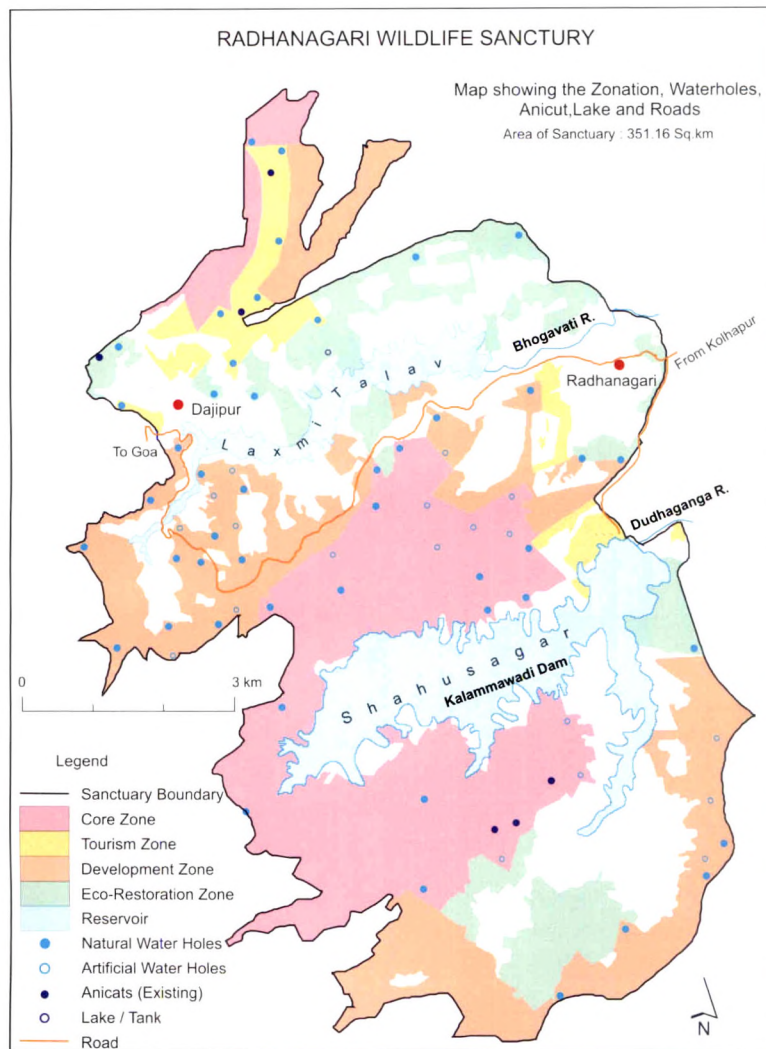 RADHANAGARI WILDLIFE SANCTURY
Map showing the Zonation, Waterholes,
Anicut,Lake and Roads
Area of Sanctuary : 351.16 Sq.km
Bhogavati R.
From Kolhapur
Radhanagari
Laxmi Talav
Dajipur
To Goa
Dudhaganga R.
Shahusagar
Kalammawadi Dam
0 3 km
Legend
Sanctuary Boundary
Core Zone
Tourism Zone
Development Zone
Eco-Restoration Zone
Reservoir
Natural Water Holes
Artificial Water Holes
Anicats (Existing)
Lake / Tank
Road
N